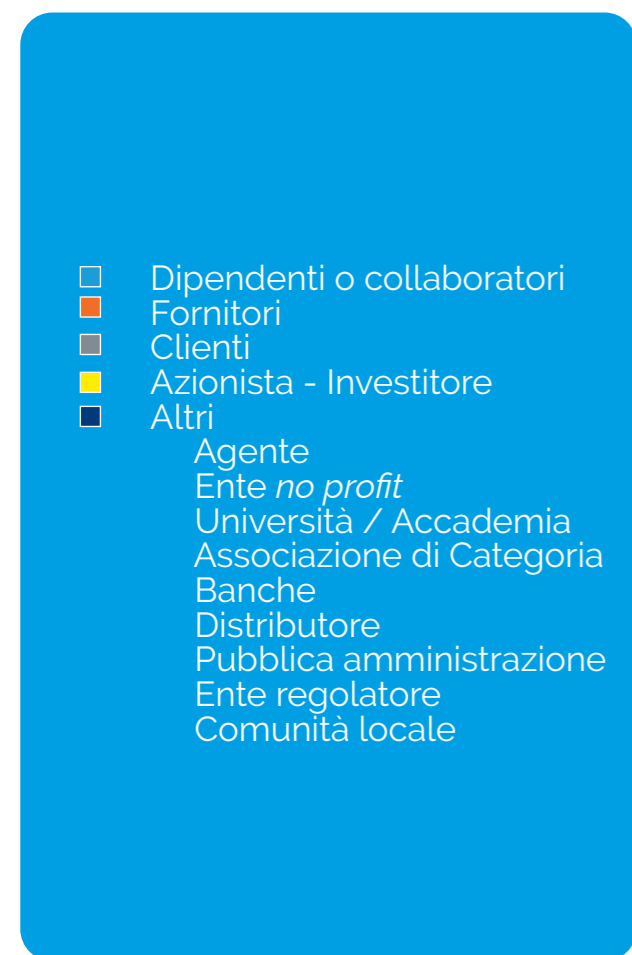 Dipendenti o collaboratori
Fornitori
Clienti
Azionista - Investitore
Altri
Agente
Ente no profit
Università / Accademia
Associazione di Categoria
Banche
Distributore
Pubblica amministrazione
Ente regolatore
Comunità locale